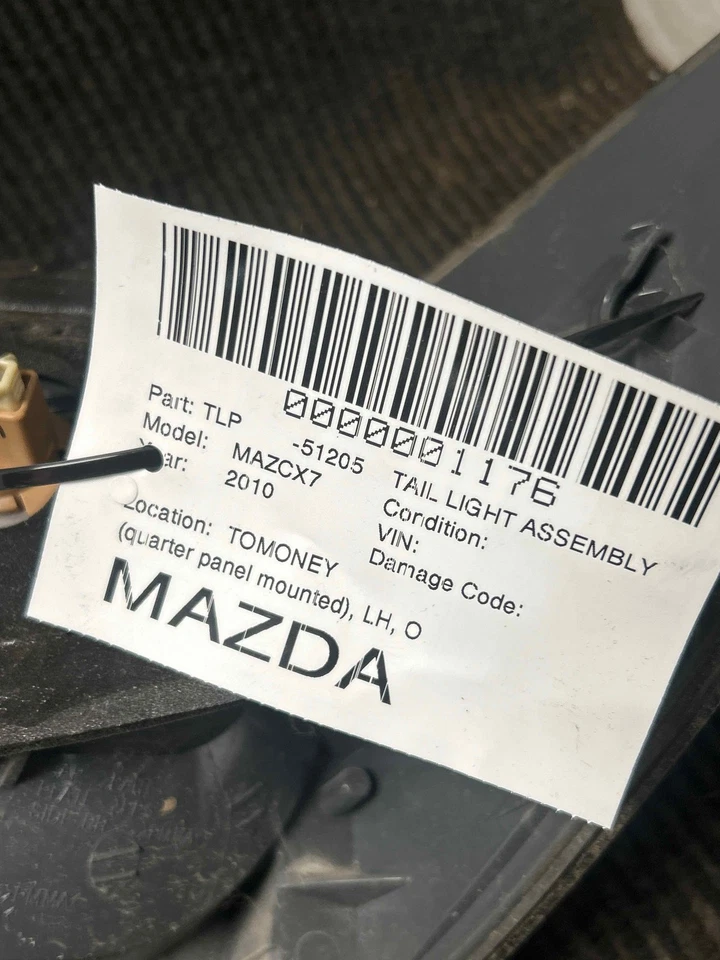 0000001176
Part: TLP -51205 TAIL LIGHT ASSEMBLY
Model: MAZCX7 Condition:
2010 VIN:
Damage Code:
Location: TOMONEY
(quarter panel mounted), LH, O
MAZDA